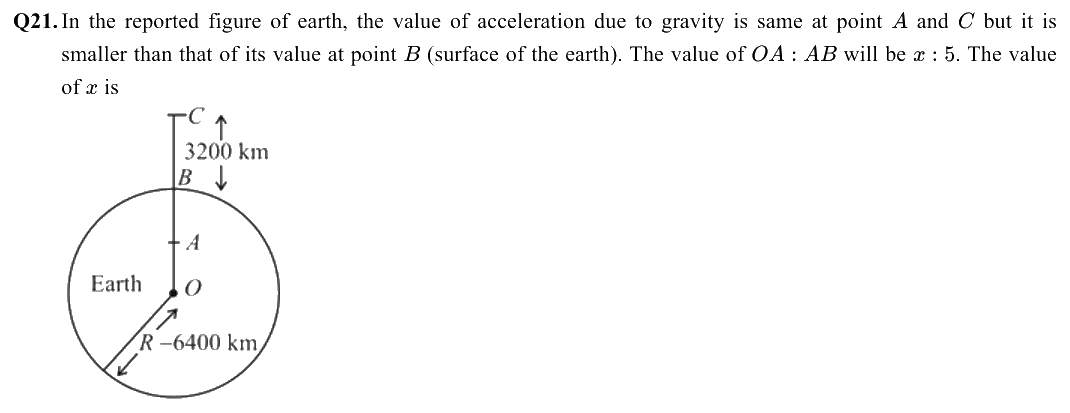 Q21. In the reported figure of earth, the value of acceleration due to gravity is same at point A and C but it is
smaller than that of its value at point B (surface of the earth). The value of OA : AB will be x : 5. The value
of x is
C
3200 km
B
A
Earth
O
R –6400 km